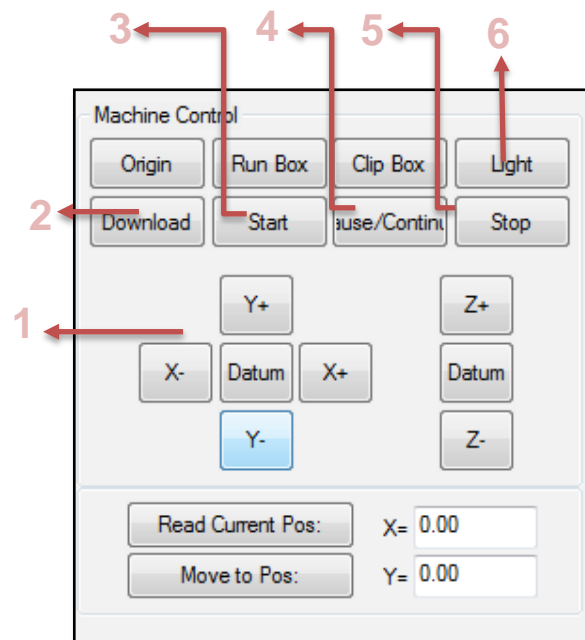 3 4 5 6
Machine Control
Origin Run Box Clip Box Light
2 Download Start ause/Continu Stop
Y+ Z+
1
X- Datum X+ Datum
Y- Z-
Read Current Pos: X= 0.00
Move to Pos: Y= 0.00